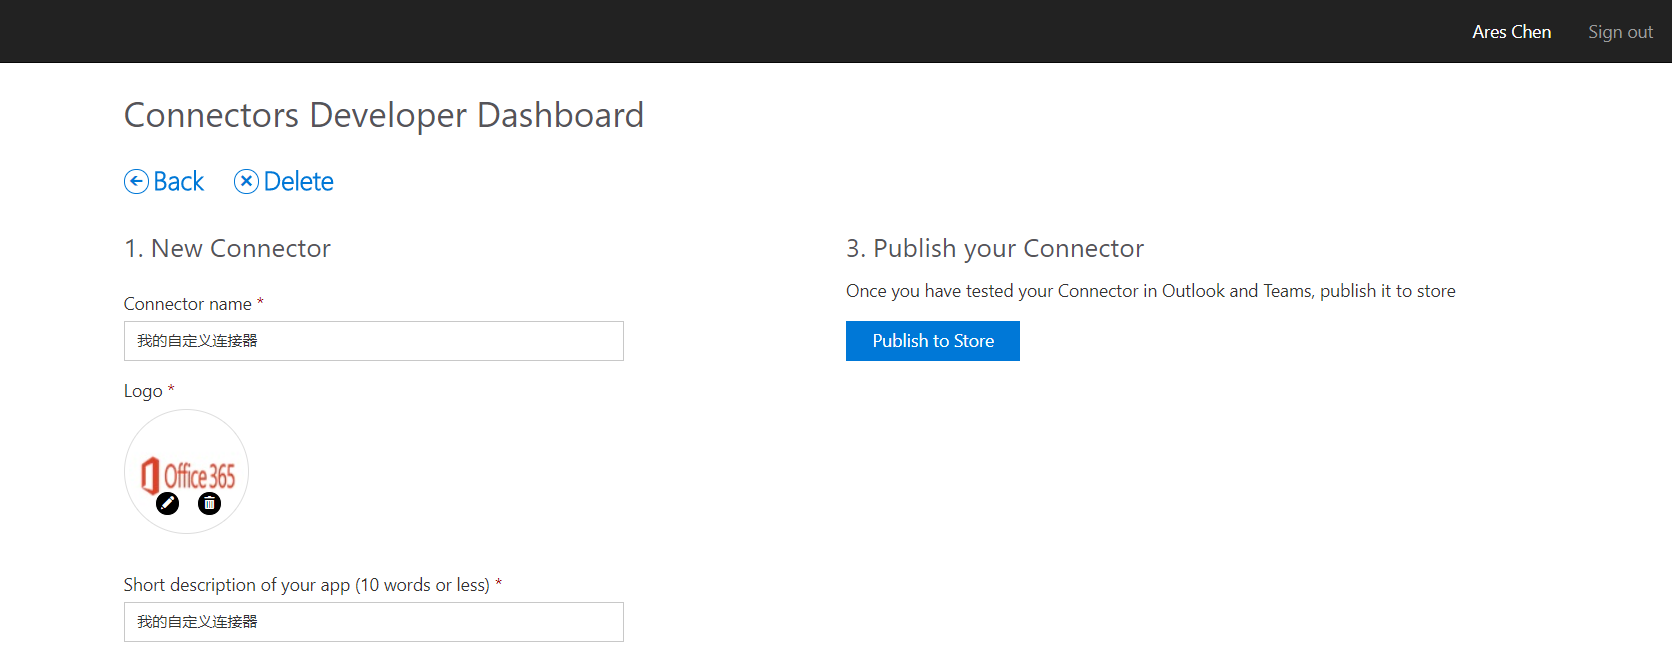 Ares Chen Sign out
Connectors Developer Dashboard
Back Delete
1. New Connector
Connector name *
我的自定义连接器
Logo *
Office 365
Short description of your app (10 words or less) *
我的自定义连接器
3. Publish your Connector
Once you have tested your Connector in Outlook and Teams, publish it to store
Publish to Store